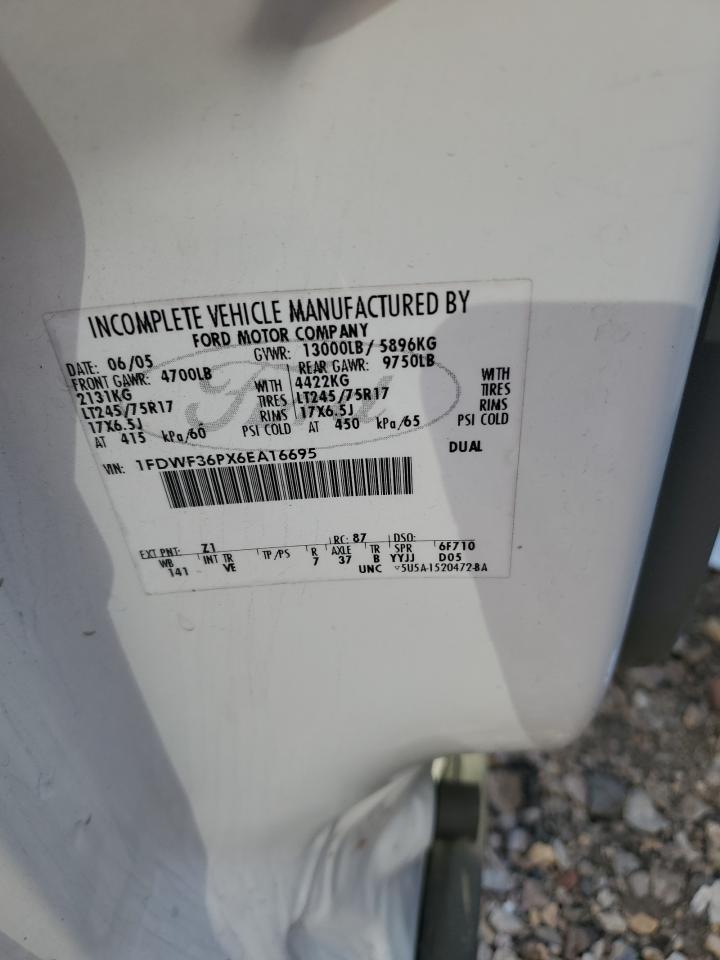 INCOMPLETE VEHICLE MANUFACTURED BY
FORD MOTOR COMPANY
DATE: 06/05 GVWR: 13000LB / 5896KG
FRONT GAWR: 4700LB REAR GAWR: 9750LB
2131KG WITH 4422KG WITH
LT245/75R17 TIRES LT245/75R17 TIRES
17X6.5J RIMS 17X6.5J RIMS
AT 415 kPa/60 PSI COLD AT 450 kPa/65 PSI COLD
Ford
VIN: 1FDWF36PX6EA16695 DUAL
EXT PNT: Z1 RC: 87 DSO:
WB INT TR TP/PS R AXLE TR SPR 6F710
141 VE 7 37 B YYJJ D05
UNC 5U5A-1520472-BA